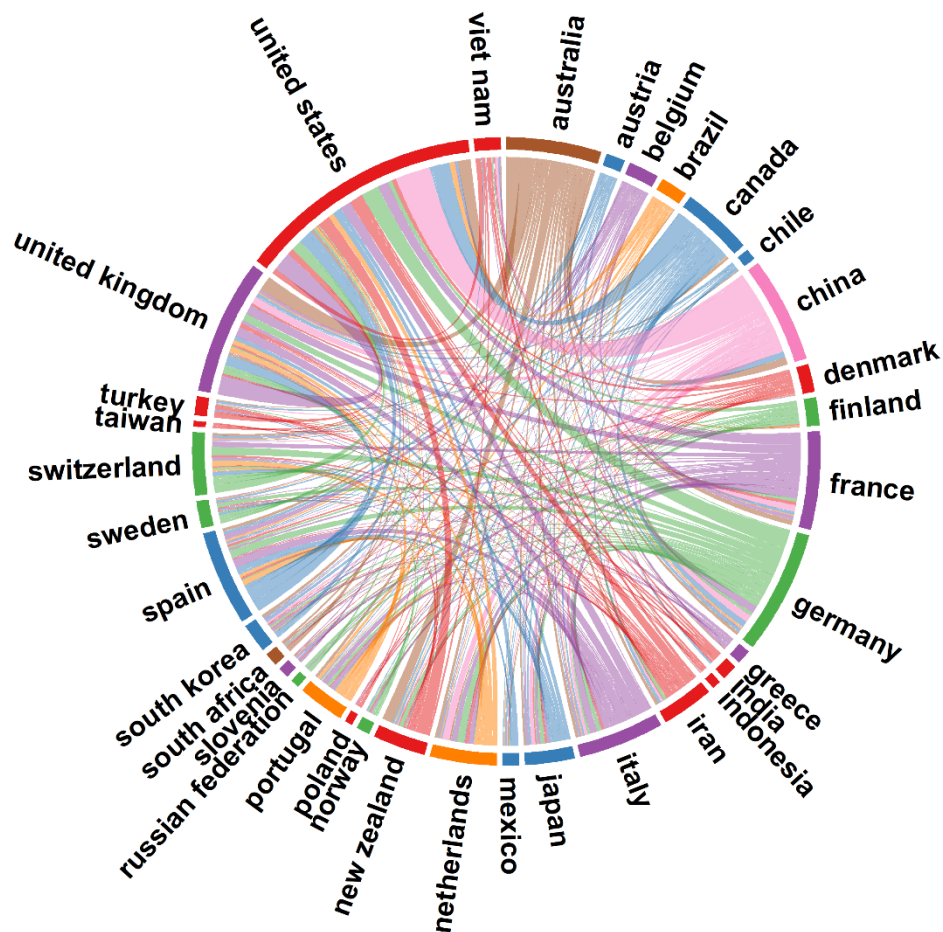 viet nam
australia
austria
belgium
brazil
canada
chile
china
denmark
finland
france
germany
greece
india
indonesia
iran
italy
japan
mexico
netherlands
new zealand
norway
poland
portugal
russian federation
slovenia
south africa
south korea
spain
sweden
switzerland
taiwan
turkey
united kingdom
united states